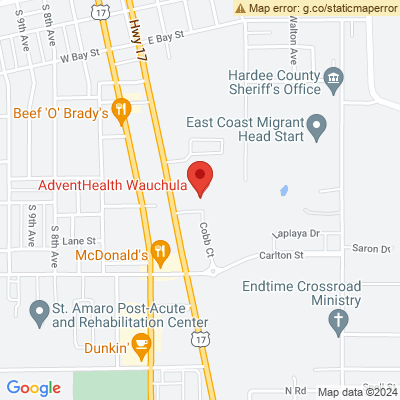 Map error: g.co/staticmaperror
17
S 9th Ave
S 8th Ave
W Bay St
E Bay St
Hwy 17
Walton Ave
Hardee County
Sheriff's Office
Beef 'O' Brady's
East Coast Migrant
Head Start
AdventHealth Wauchula
S 9th Ave
S 8th Ave
Cobb Ct
Lane St
Laplaya Dr
Saron Dr
McDonald's
Carlton St
Endtime Crossroad
Ministry
St. Amaro Post-Acute
and Rehabilitation Center
Dunkin'
17
Google
N Rd
Map data ©2024